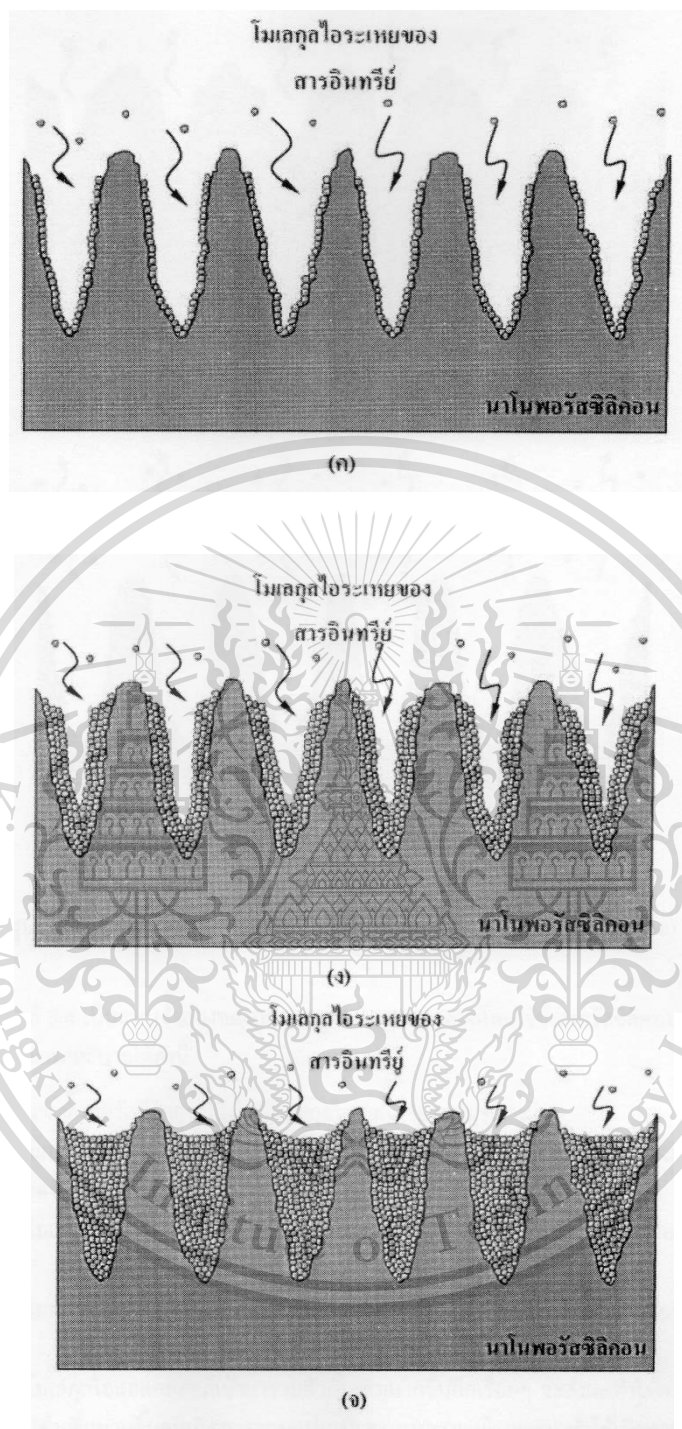 โมเลกุลไอระเหยของ
สารอินทรีย์
นาโนพอรัสซิลิคอน
(ค)
โมเลกุลไอระเหยของ
สารอินทรีย์
นาโนพอรัสซิลิคอน
(ง)
โมเลกุลไอระเหยของ
สารอินทรีย์
นาโนพอรัสซิลิคอน
(จ)
Institute of